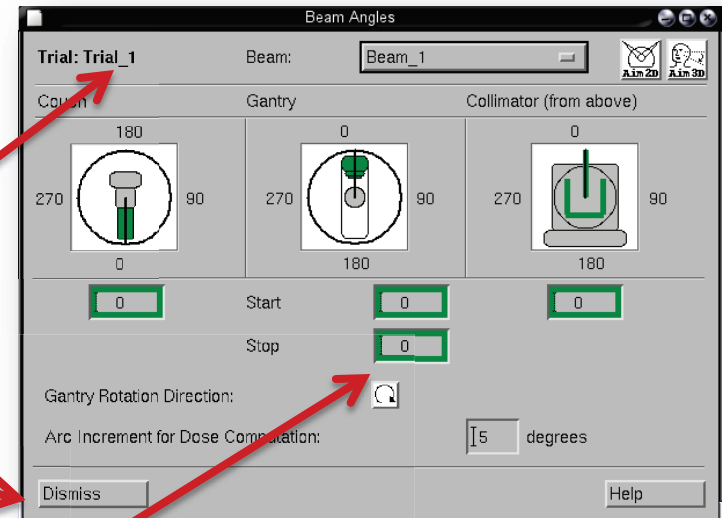 Beam Angles
Trial: Trial_1 Beam: Beam_1 Aim 2D Aim 3D
Couch Gantry Collimator (from above)
180 0 0
270 90 270 90 270 90
0 180 180
0 Start 0 0
Stop 0
Gantry Rotation Direction:
Arc Increment for Dose Computation: 5 degrees
Dismiss Help